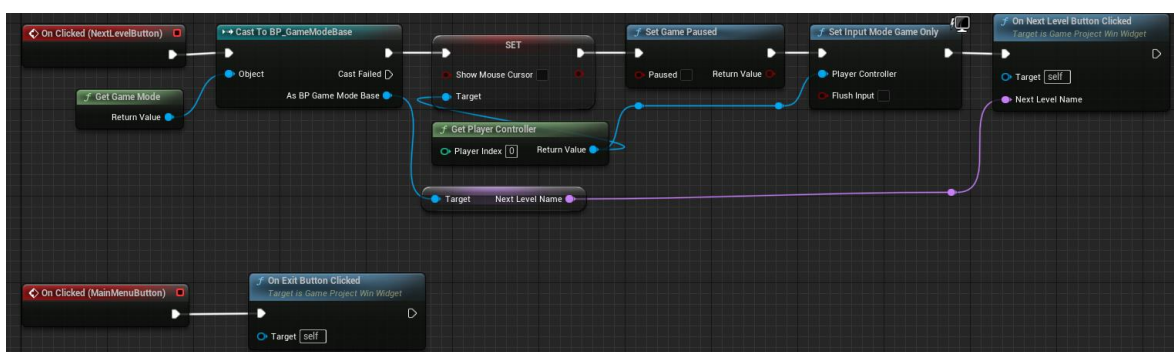 On Clicked (NextLevelButton)
Cast To BP_GameModeBase
Object
Cast Failed
As BP Game Mode Base
Get Game Mode
Return Value
SET
Show Mouse Cursor
Target
Get Player Controller
Player Index 0
Return Value
Target
Next Level Name
Set Game Paused
Paused
Return Value
Set Input Mode Game Only
Player Controller
Flush Input
On Next Level Button Clicked
Target is Game Project Win Widget
Target self
Next Level Name
On Clicked (MainMenuButton)
On Exit Button Clicked
Target is Game Project Win Widget
Target self